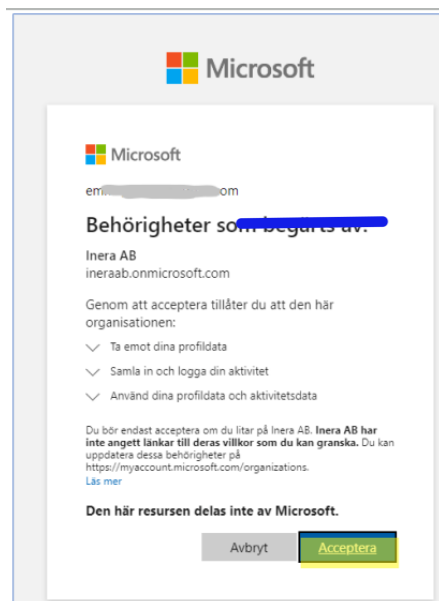 Microsoft
Microsoft
em om
Behörigheter som begärts av:
Inera AB
ineraab.onmicrosoft.com
Genom att acceptera tillåter du att den här
organisationen:
Ta emot dina profildata
Samla in och logga din aktivitet
Använd dina profildata och aktivitetsdata
Du bör endast acceptera om du litar på Inera AB. Inera AB har
inte angett länkar till deras villkor som du kan granska. Du kan
uppdatera dessa behörigheter på
https://myaccount.microsoft.com/organizations.
Läs mer
Den här resursen delas inte av Microsoft.
Avbryt Acceptera